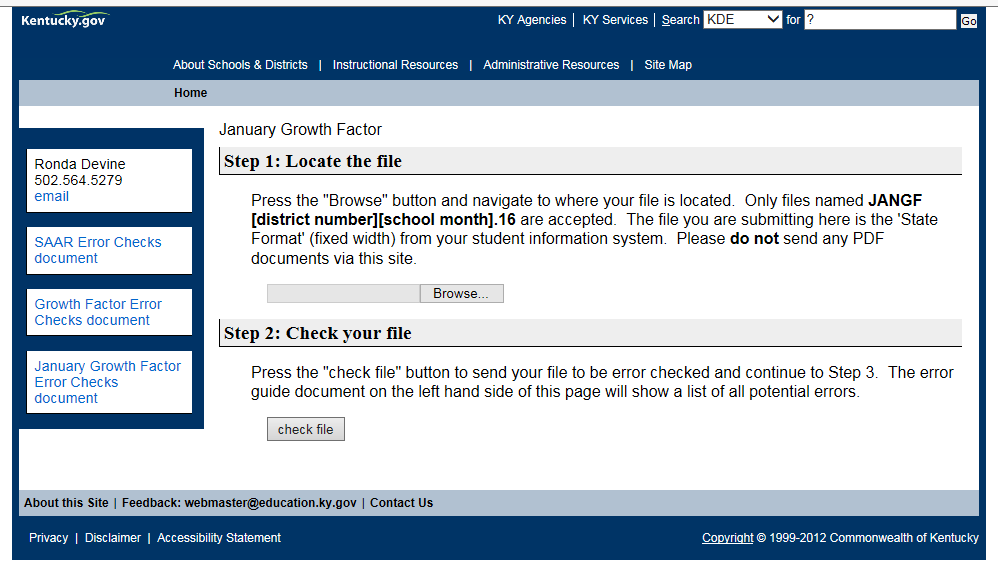 Kentucky.gov
KY Agencies | KY Services | Search KDE for ? Go
About Schools & Districts | Instructional Resources | Administrative Resources | Site Map
Home
Ronda Devine
502.564.5279
email
SAAR Error Checks
document
Growth Factor Error
Checks document
January Growth Factor
Error Checks
document
January Growth Factor
Step 1: Locate the file
Press the "Browse" button and navigate to where your file is located. Only files named JANGF
[district number][school month].16 are accepted. The file you are submitting here is the 'State
Format' (fixed width) from your student information system. Please do not send any PDF
documents via this site.
Browse...
Step 2: Check your file
Press the "check file" button to send your file to be error checked and continue to Step 3. The error
guide document on the left hand side of this page will show a list of all potential errors.
check file
About this Site | Feedback: webmaster@education.ky.gov | Contact Us
Privacy | Disclaimer | Accessibility Statement
Copyright © 1999-2012 Commonwealth of Kentucky